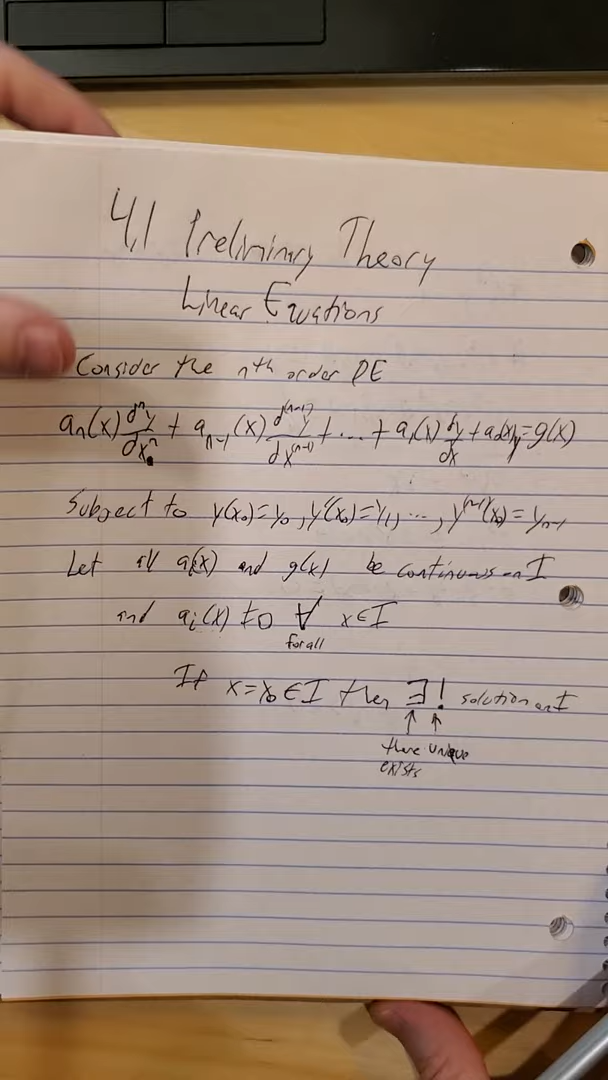 4.1 Preliminary Theory
Linear Equations
Consider the nth order DE
aₙ(x) dⁿy/dxⁿ + aₙ₋₁(x) d⁽ⁿ⁻¹⁾y/dx⁽ⁿ⁻¹⁾ + ... + a₁(x) dy/dx + a₀(x)y = g(x)
Subject to y(x₀)=y₀, y'(x₀)=y₁, ..., y⁽ⁿ⁻¹⁾(x₀)=yₙ₋₁
Let all aᵢ(x) and g(x) be continuous on I
and aᵢ(x) ≠0 ∀ x∈I
for all
If x=x₀∈I then ∃! solution on I
↑ ↑
there unique
exists